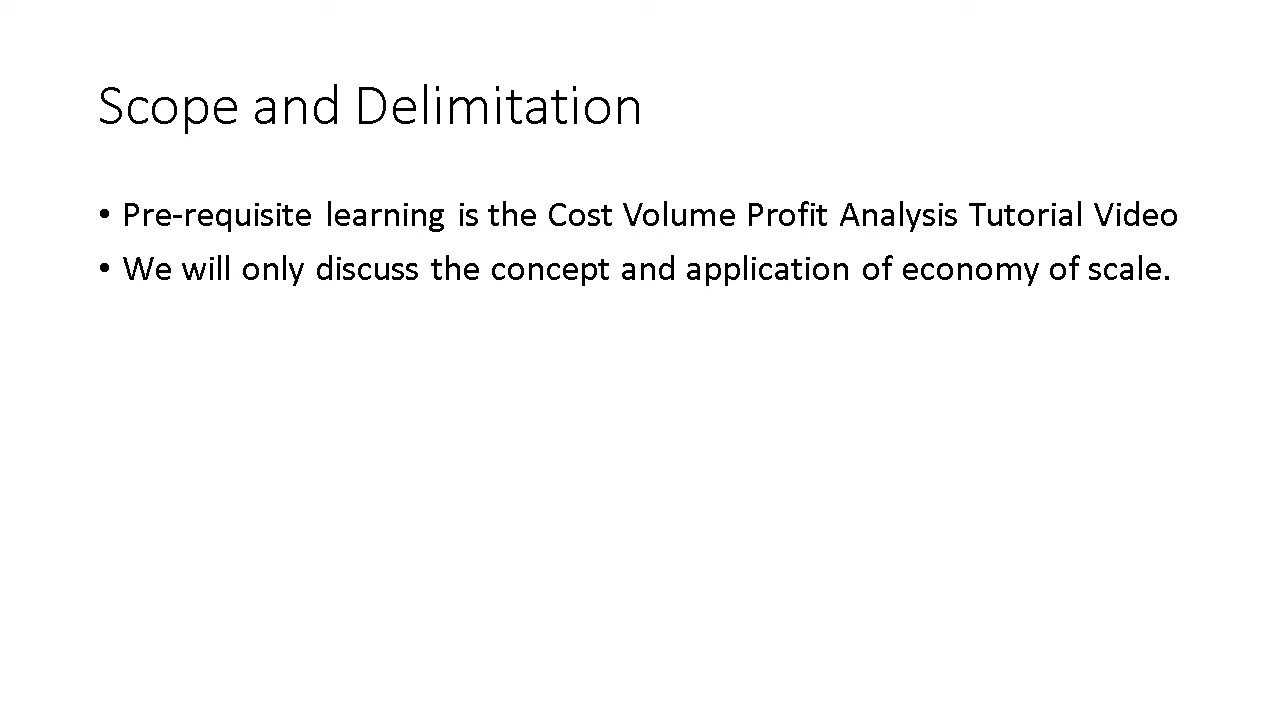 Scope and Delimitation
• Pre-requisite learning is the Cost Volume Profit Analysis Tutorial Video
• We will only discuss the concept and application of economy of scale.